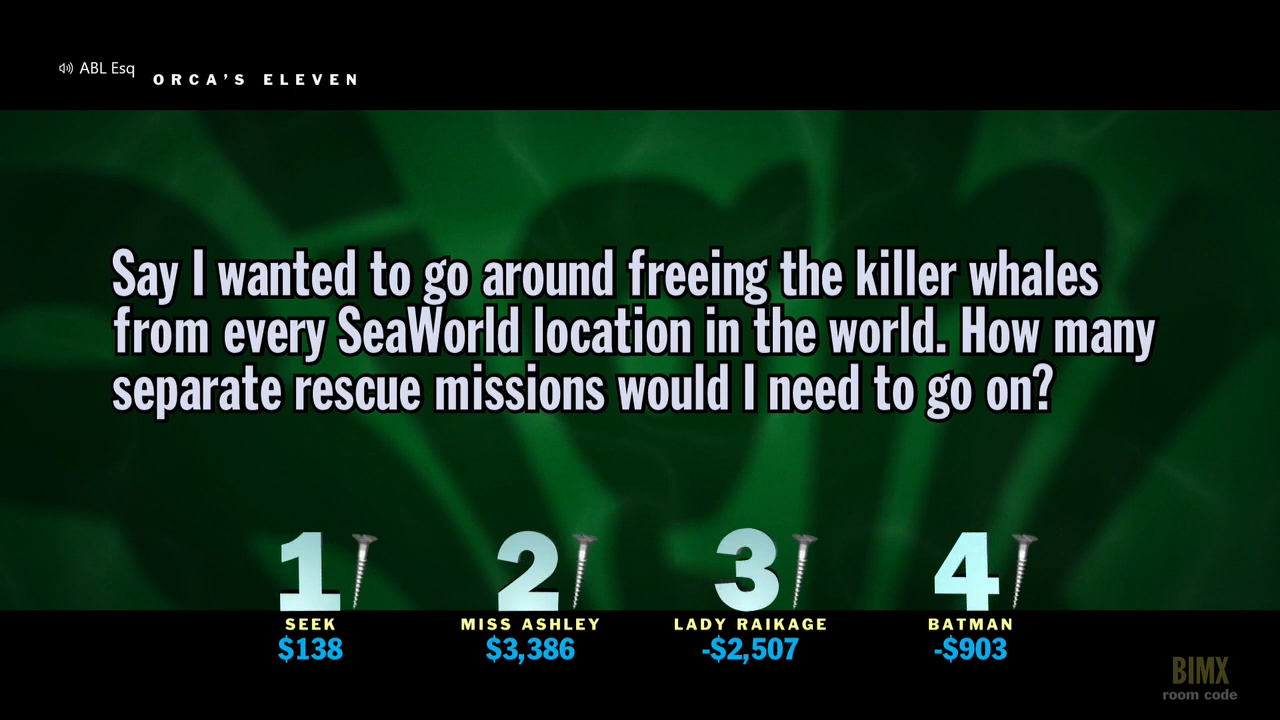 ABL Esq
ORCA'S ELEVEN
Say I wanted to go around freeing the killer whales
from every SeaWorld location in the world. How many
separate rescue missions would I need to go on?
1 2 3 4
SEEK MISS ASHLEY LADY RAIKAGE BATMAN
$138 $3,386 -$2,507 -$903
BIMX
room code